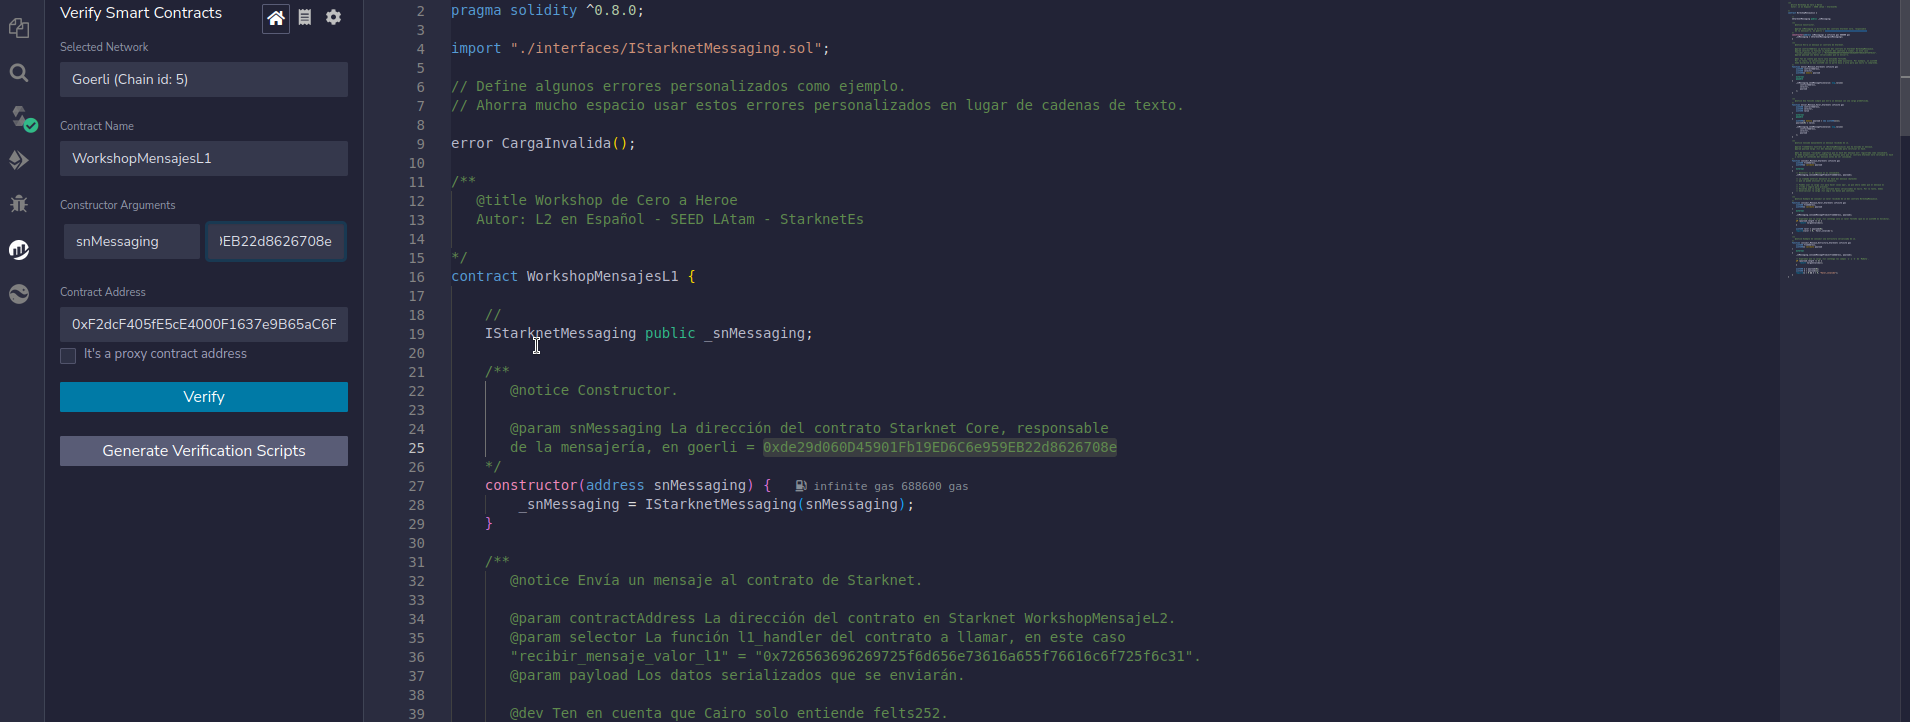 Verify Smart Contracts
Selected Network
Goerli (Chain id: 5)
Contract Name
WorkshopMensajesL1
Constructor Arguments
snMessaging
EB22d8626708e
Contract Address
0xF2dcF405fE5cE4000F1637e9B65aC6F
It's a proxy contract address
Verify
Generate Verification Scripts
2 pragma solidity ^0.8.0;
3
4 import "./interfaces/IStarknetMessaging.sol";
5
6 // Define algunos errores personalizados como ejemplo.
7 // Ahorra mucho espacio usar estos errores personalizados en lugar de cadenas de texto.
8
9 error CargaInvalida();
10
11 /**
12 @title Workshop de Cero a Heroe
13 Autor: L2 en Español - SEED LAtam - StarknetEs
14
15 */
16 contract WorkshopMensajesL1 {
17
18 //
19 IStarknetMessaging public _snMessaging;
20
21 /**
22 @notice Constructor.
23
24 @param snMessaging La dirección del contrato Starknet Core, responsable
25 de la mensajería, en goerli = 0xde29d060D45901Fb19ED6C6e959EB22d8626708e
26 */
27 constructor(address snMessaging) { infinite gas 688600 gas
28 _snMessaging = IStarknetMessaging(snMessaging);
29 }
30
31 /**
32 @notice Envía un mensaje al contrato de Starknet.
33
34 @param contractAddress La dirección del contrato en Starknet WorkshopMensajeL2.
35 @param selector La función l1_handler del contrato a llamar, en este caso
36 "recibir_mensaje_valor_l1" = "0x726563696269725f6d656e73616a655f76616c6f725f6c31".
37 @param payload Los datos serializados que se enviarán.
38
39 @dev Ten en cuenta que Cairo solo entiende felts252.